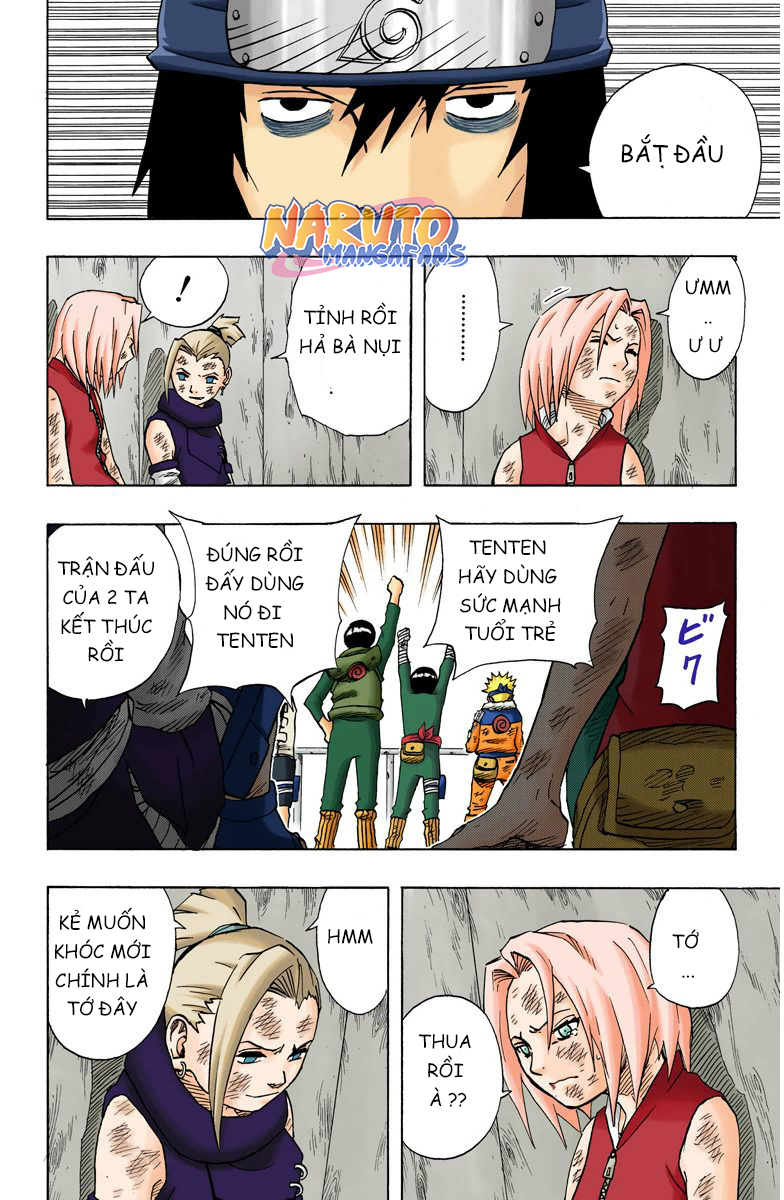 BẮT ĐẦU
NARUTO
MANGAFANS
ƯMM
..
Ư Ư
..........
TỈNH RỒI
HẢ BÀ NỤI
.
!
TENTEN
HÃY DÙNG
SỨC MẠNH
TUỔI TRẺ
ビク
ĐÚNG RỒI
ĐẤY DÙNG
NÓ ĐI
TENTEN
TRẬN ĐẤU
CỦA 2 TA
KẾT THÚC
RỒI
TỚ
...
THUA
RỒI
À ??
HMM
KẺ MUỐN
KHÓC MỚI
CHÍNH LÀ
TỚ ĐÂY